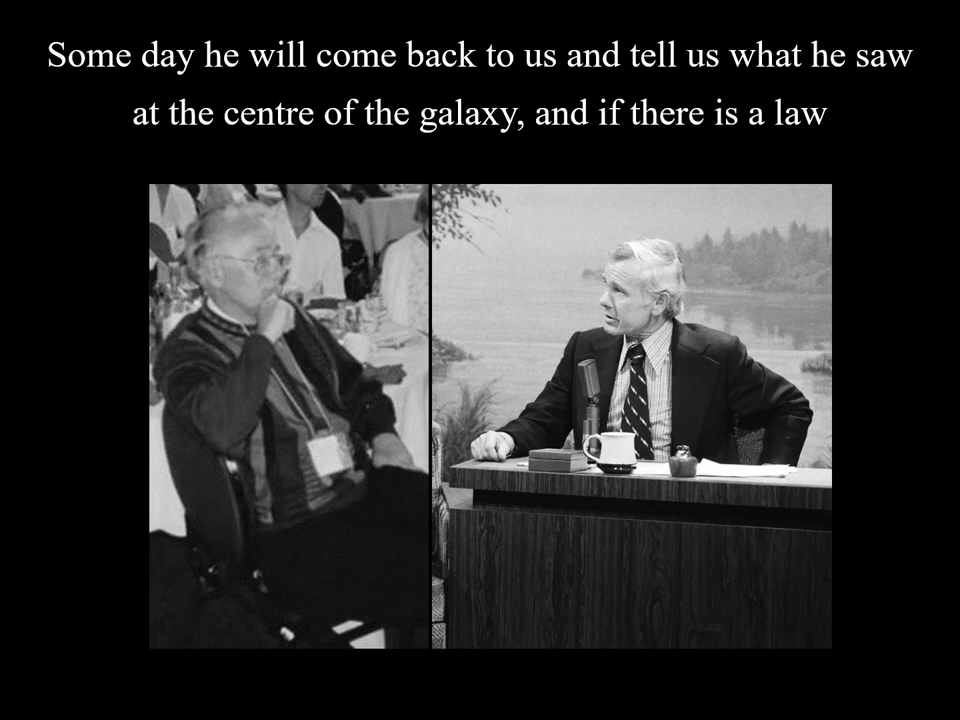 Some day he will come back to us and tell us what he saw
at the centre of the galaxy, and if there is a law